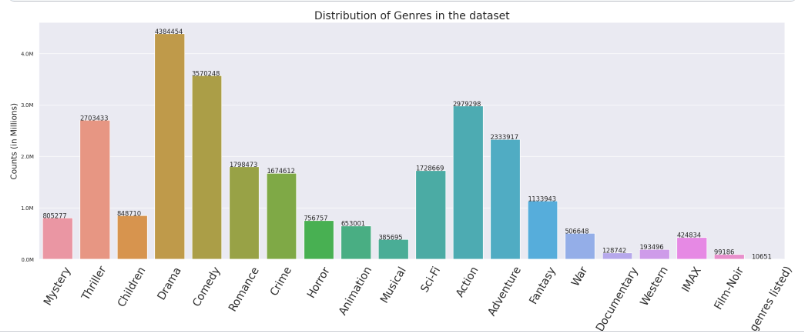 Distribution of Genres in the dataset
Counts (In Millions)
4.0M
3.0M
2.0M
1.0M
0.0M
805277
2703433
848710
4384454
3570248
1798473
1674612
756757
653001
385695
1728669
2979298
2333917
1133943
506648
128742
193496
424834
99186
10651
Mystery
Thriller
Children
Drama
Comedy
Romance
Crime
Horror
Animation
Musical
Sci-Fi
Action
Adventure
Fantasy
War
Documentary
Western
IMAX
Film-Noir
genres listed)